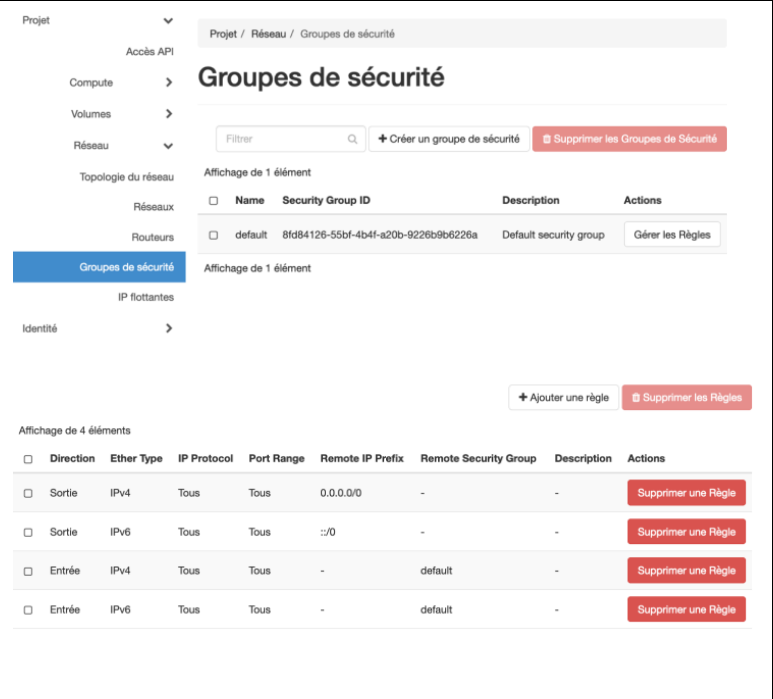 Projet
Accès API
Compute
Volumes
Réseau
Topologie du réseau
Réseaux
Routeurs
Groupes de sécurité
IP flottantes
Identité
Projet / Réseau / Groupes de sécurité
Groupes de sécurité
Filtrer
+ Créer un groupe de sécurité
Supprimer les Groupes de Sécurité
Affichage de 1 élément
Name Security Group ID Description Actions
default 8fd84126-55bf-4b4f-a20b-9226b9b6226a Default security group Gérer les Règles
Affichage de 1 élément
+ Ajouter une règle
Supprimer les Règles
Affichage de 4 éléments
Direction Ether Type IP Protocol Port Range Remote IP Prefix Remote Security Group Description Actions
Sortie IPv4 Tous Tous 0.0.0.0/0 - - Supprimer une Règle
Sortie IPv6 Tous Tous ::/0 - - Supprimer une Règle
Entrée IPv4 Tous Tous - default - Supprimer une Règle
Entrée IPv6 Tous Tous - default - Supprimer une Règle